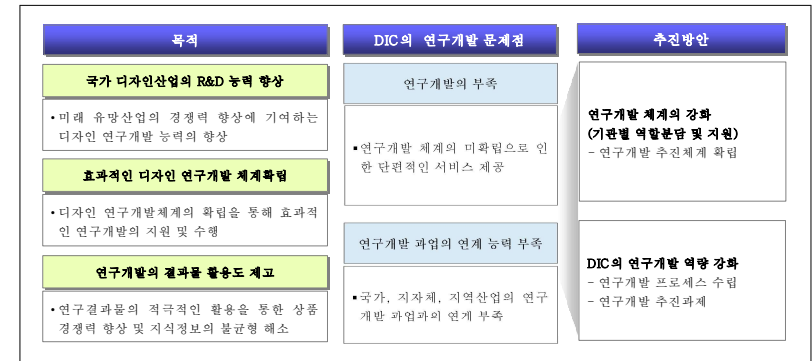 목적
국가 디자인산업의 R&D 능력 향상
•미래 유망산업의 경쟁력 향상에 기여하는
디자인 연구개발 능력의 향상
효과적인 디자인 연구개발 체계확립
•디자인 연구개발체계의 확립을 통해 효과적
인 연구개발의 지원 및 수행
연구개발의 결과물 활용도 제고
•연구결과물의 적극적인 활용을 통한 상품
경쟁력 향상 및 지식정보의 불균형 해소
DIC의 연구개발 문제점
연구개발의 부족
▪연구개발 체계의 미확립으로 인
한 단편적인 서비스 제공
연구개발 과업의 연계 능력 부족
▪국가, 지자체, 지역산업의 연구
개발 과업과의 연계 부족
추진방안
연구개발 체계의 강화
(기관별 역할분담 및 지원)
- 연구개발 추진체계 확립
DIC의 연구개발 역량 강화
- 연구개발 프로세스 수립
- 연구개발 추진과제